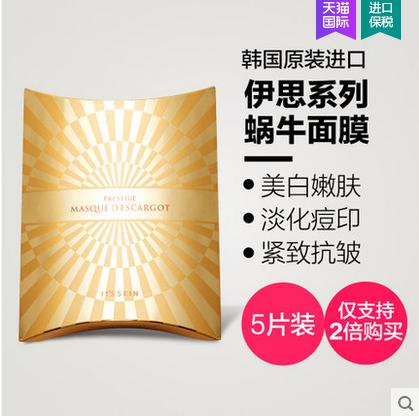 天猫
国际
进口
保税
韩国原装进口
伊思系列
蜗牛面膜
•美白嫩肤
•淡化痘印
•紧致抗皱
PRESTIGE
MASQUE D'ESCARGOT
It'S SKIN
5片装
仅支持
2倍购买